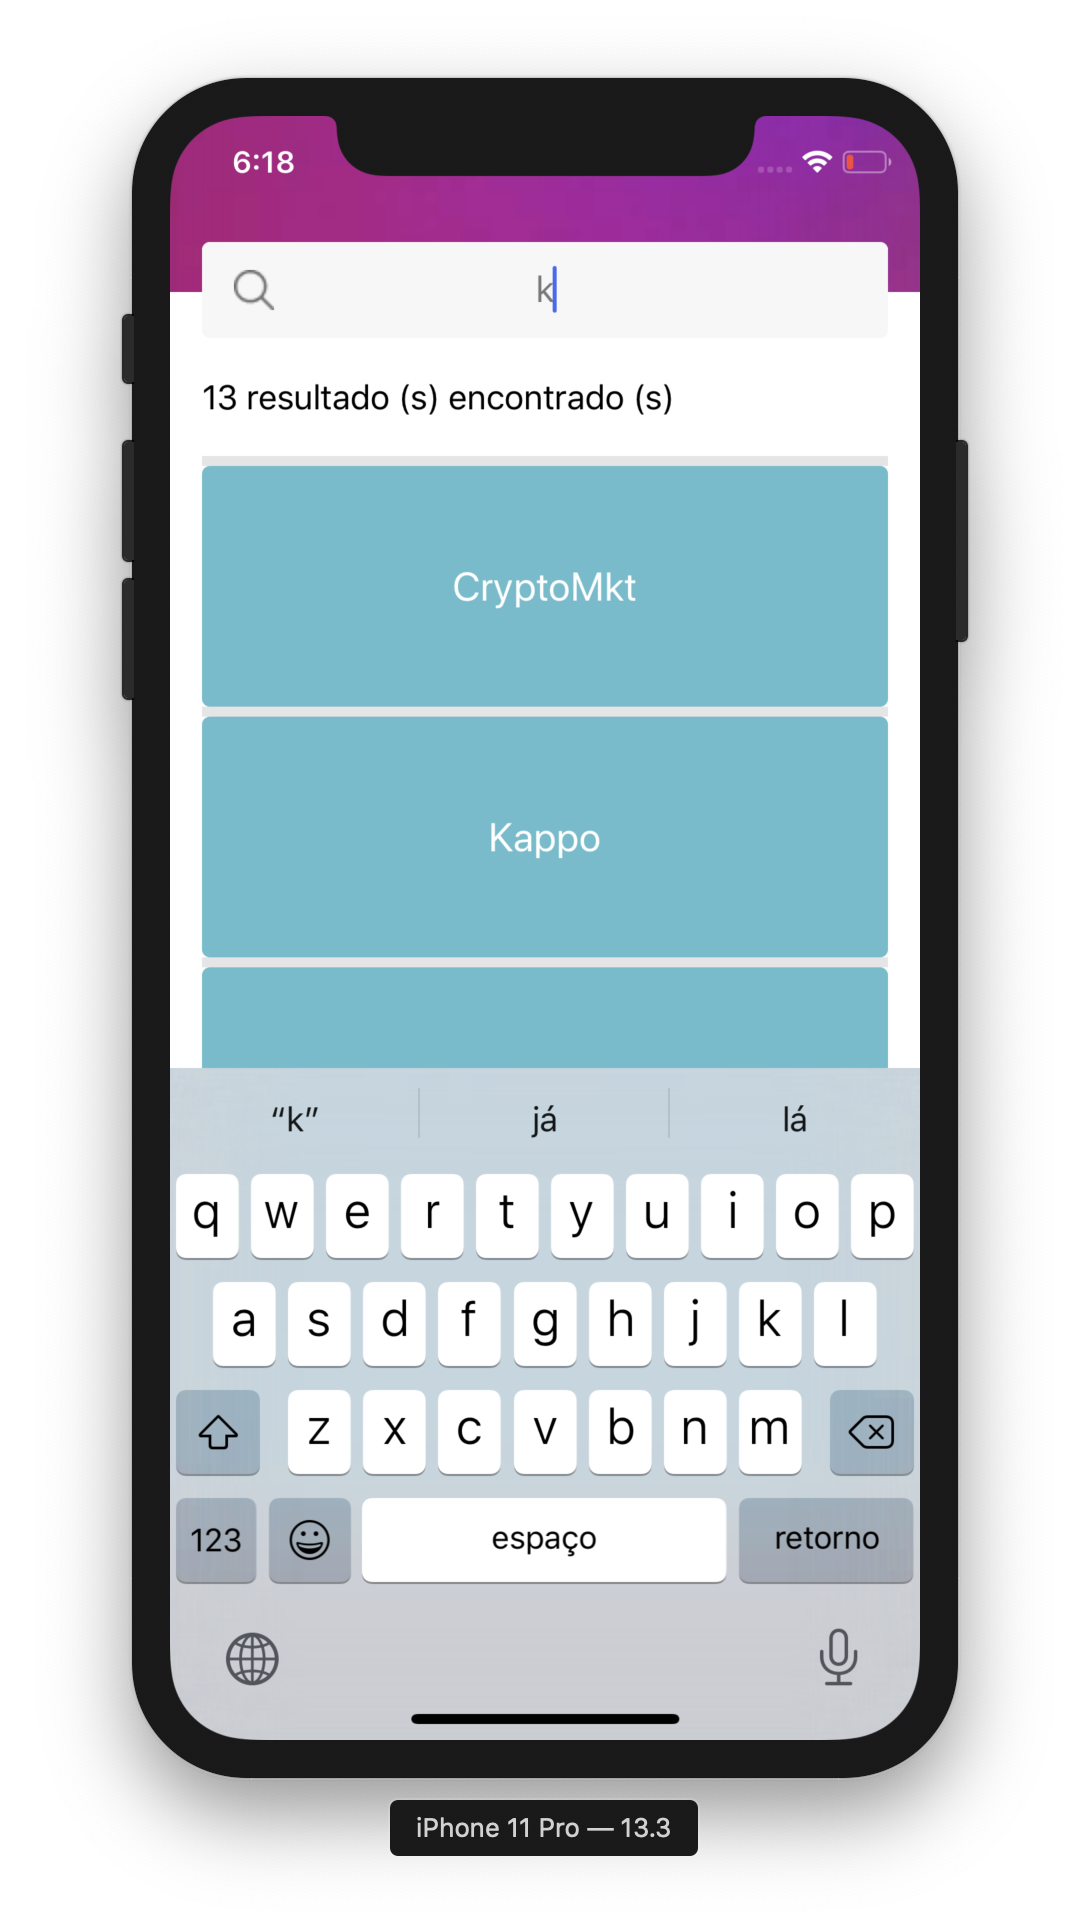 6:18
k
13 resultado (s) encontrado (s)
CryptoMkt
Kappo
“k” já lá
q w e r t y u i o p
a s d f g h j k l
z x c v b n m
123 espaço retorno
iPhone 11 Pro — 13.3